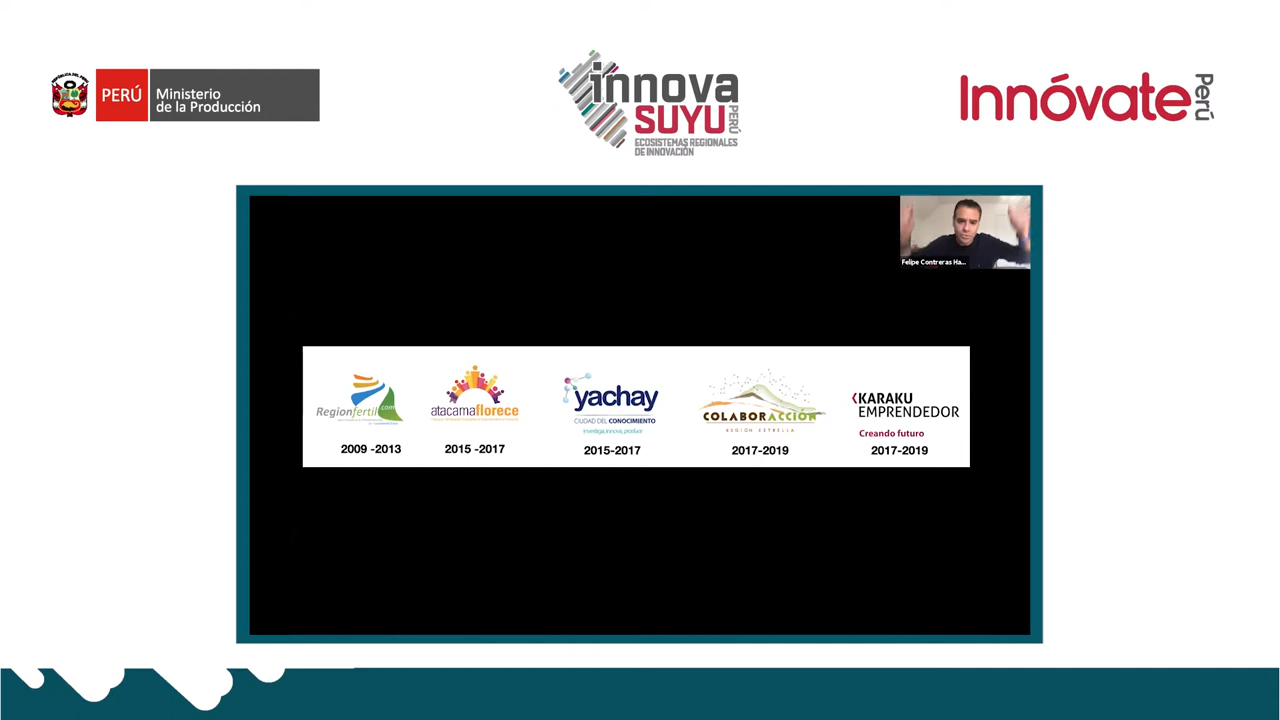 PERÚ
Ministerio
de la Producción
innova
SUYU
PERÚ
ECOSISTEMAS REGIONALES
DE INNOVACIÓN
Innóvate
Perú
Felipe Contreras Ha...
Regionfertil.com
2009 -2013
atacamaflorece
2015 -2017
yachay
CIUDAD DEL CONOCIMIENTO
investiga, innova, produce
2015-2017
COLABORACCIÓN
REGIÓN ESTRELLA
2017-2019
KARAKU
EMPRENDEDOR
Creando futuro
2017-2019